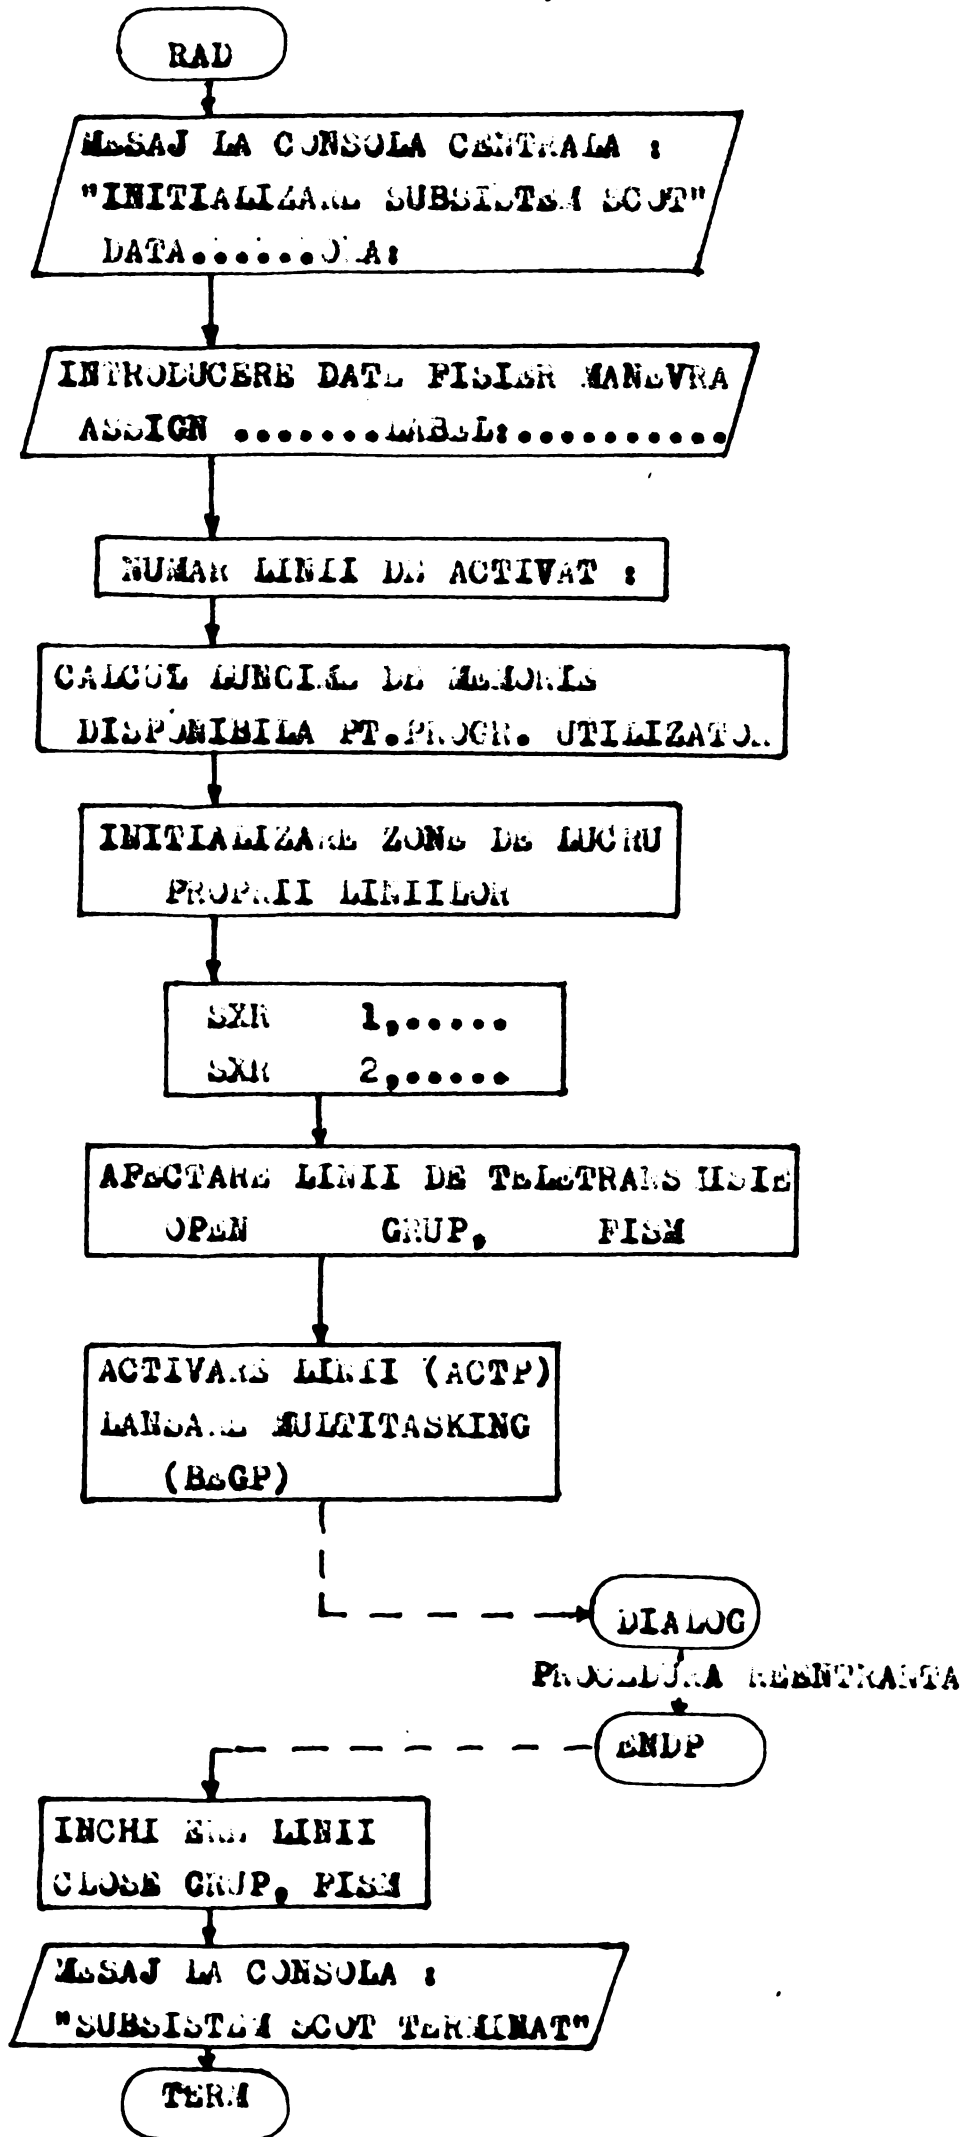 RAD
MESAJ LA CONSOLA CENTRALA :
"INITIALIZARE SUBSISTEM SCOT"
DATA......ORA:
INTRODUCERE DATE FISIER MANEVRA
ASSIGN .......LABEL:..........
NUMAR LINII DE ACTIVAT :
CALCUL LUNGIME DE MEMORIE
DISPONIBILA PT.PROGR. UTILIZATOR
INITIALIZARE ZONE DE LUCRU
PROPRII LINIILOR
SXR 1,.....
SXR 2,.....
AFECTARE LINII DE TELETRANSMISIE
OPEN GRUP, FISM
ACTIVARE LINII (ACTP)
LANSARE MULTITASKING
(BEGP)
DIALOG
PROCEDURA REENTRANTA
ENDP
INCHIDERE LINII
CLOSE GRUP, FISM
MESAJ LA CONSOLA :
"SUBSISTEM SCOT TERMINAT"
TERM